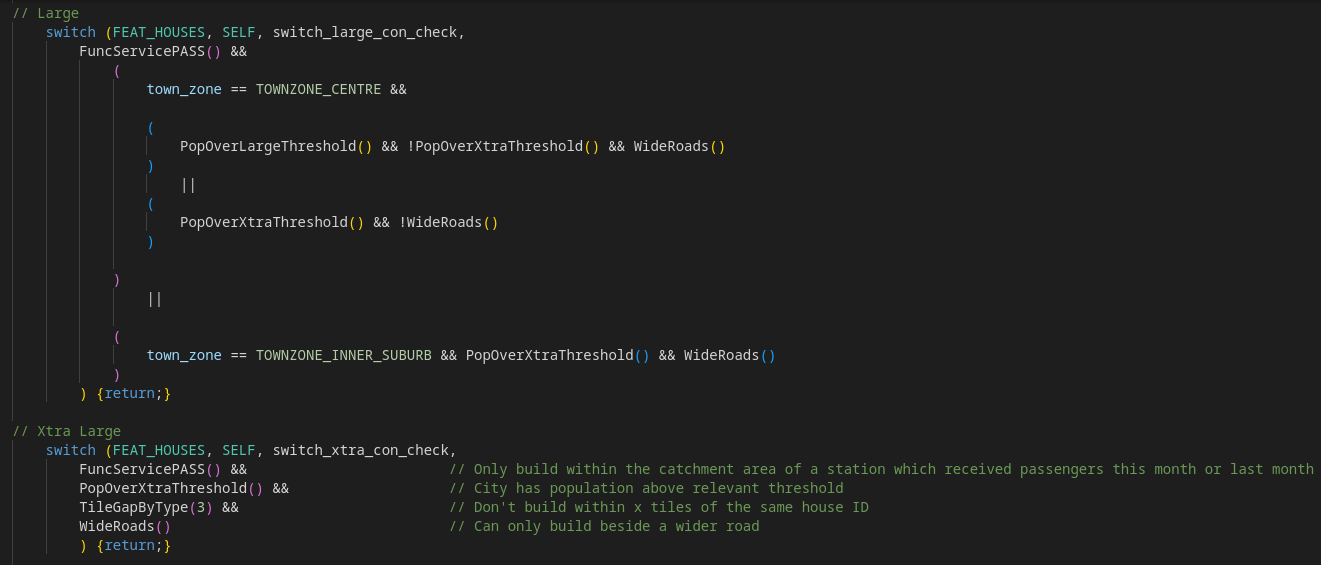 // Large
switch (FEAT_HOUSES, SELF, switch_large_con_check,
FuncServicePASS() &&
(
town_zone == TOWNZONE_CENTRE &&
(
PopOverLargeThreshold() && !PopOverXtraThreshold() && WideRoads()
)
||
(
PopOverXtraThreshold() && !WideRoads()
)
)
||
(
town_zone == TOWNZONE_INNER_SUBURB && PopOverXtraThreshold() && WideRoads()
)
) {return;}
// Xtra Large
switch (FEAT_HOUSES, SELF, switch_xtra_con_check,
FuncServicePASS() && // Only build within the catchment area of a station which received passengers this month or last month
PopOverXtraThreshold() && // City has population above relevant threshold
TileGapByType(3) && // Don't build within x tiles of the same house ID
WideRoads() // Can only build beside a wider road
) {return;}